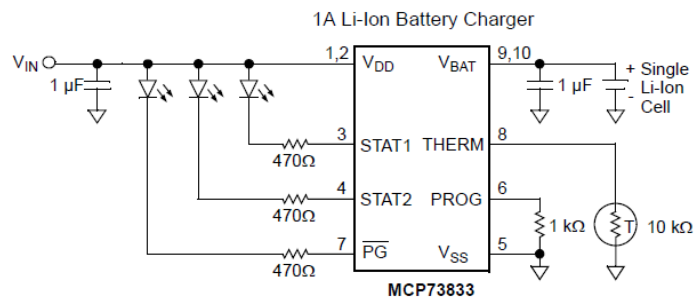 1A Li-Ion Battery Charger
VIN
1 µF
1,2
VDD
VBAT
9,10
1 µF
+ Single
Li-Ion
- Cell
470Ω
3
STAT1
THERM
8
470Ω
4
STAT2
PROG
6
1 kΩ
T
10 kΩ
470Ω
7
PG
VSS
5
MCP73833